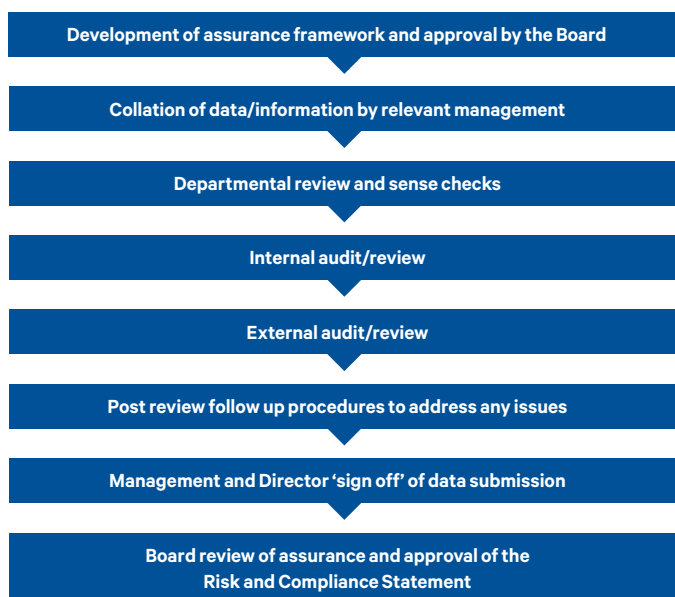 Development of assurance framework and approval by the Board
Collation of data/information by relevant management
Departmental review and sense checks
Internal audit/review
External audit/review
Post review follow up procedures to address any issues
Management and Director ‘sign off’ of data submission
Board review of assurance and approval of the
Risk and Compliance Statement